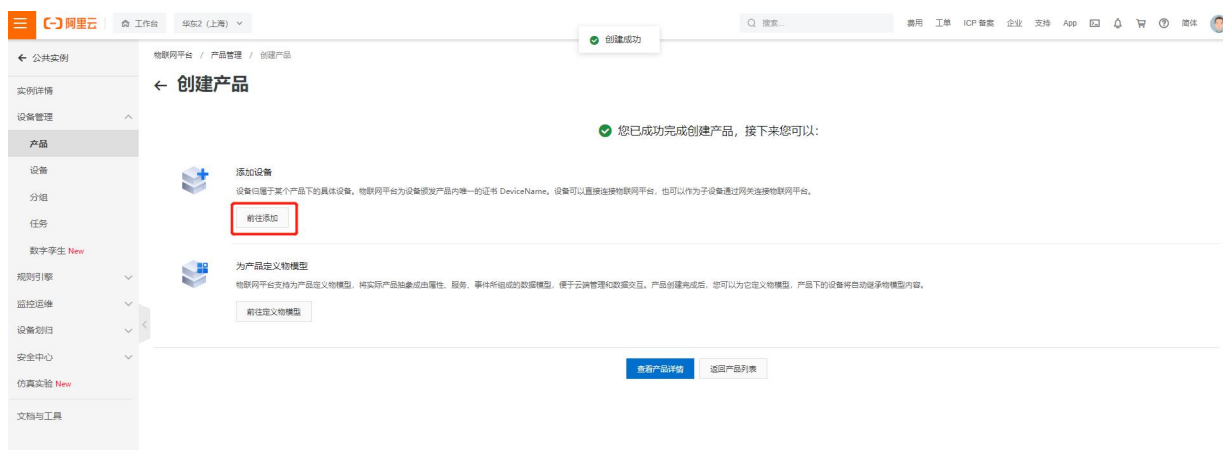 阿里云 工作台 华东2（上海） 搜索... 费用 工单 ICP 备案 企业 支持 App 简体
创建成功
公共实例
物联网平台 / 产品管理 / 创建产品
创建产品
实例详情
设备管理
产品
设备
分组
任务
数字孪生 New
规则引擎
监控运维
设备划归
安全中心
仿真实验 New
文档与工具
您已成功完成创建产品，接下来您可以：
添加设备
设备归属于某个产品下的具体设备。物联网平台为设备颁发产品内唯一的证书 DeviceName。设备可以直接连接物联网平台，也可以作为子设备通过网关连接物联网平台。
前往添加
为产品定义物模型
物联网平台支持为产品定义物模型，将实际产品抽象成由属性、服务、事件所组成的数据模型，便于云端管理和数据交互。产品创建完成后，您可以为它定义物模型，产品下的设备将自动继承物模型内容。
前往定义物模型
查看产品详情 返回产品列表